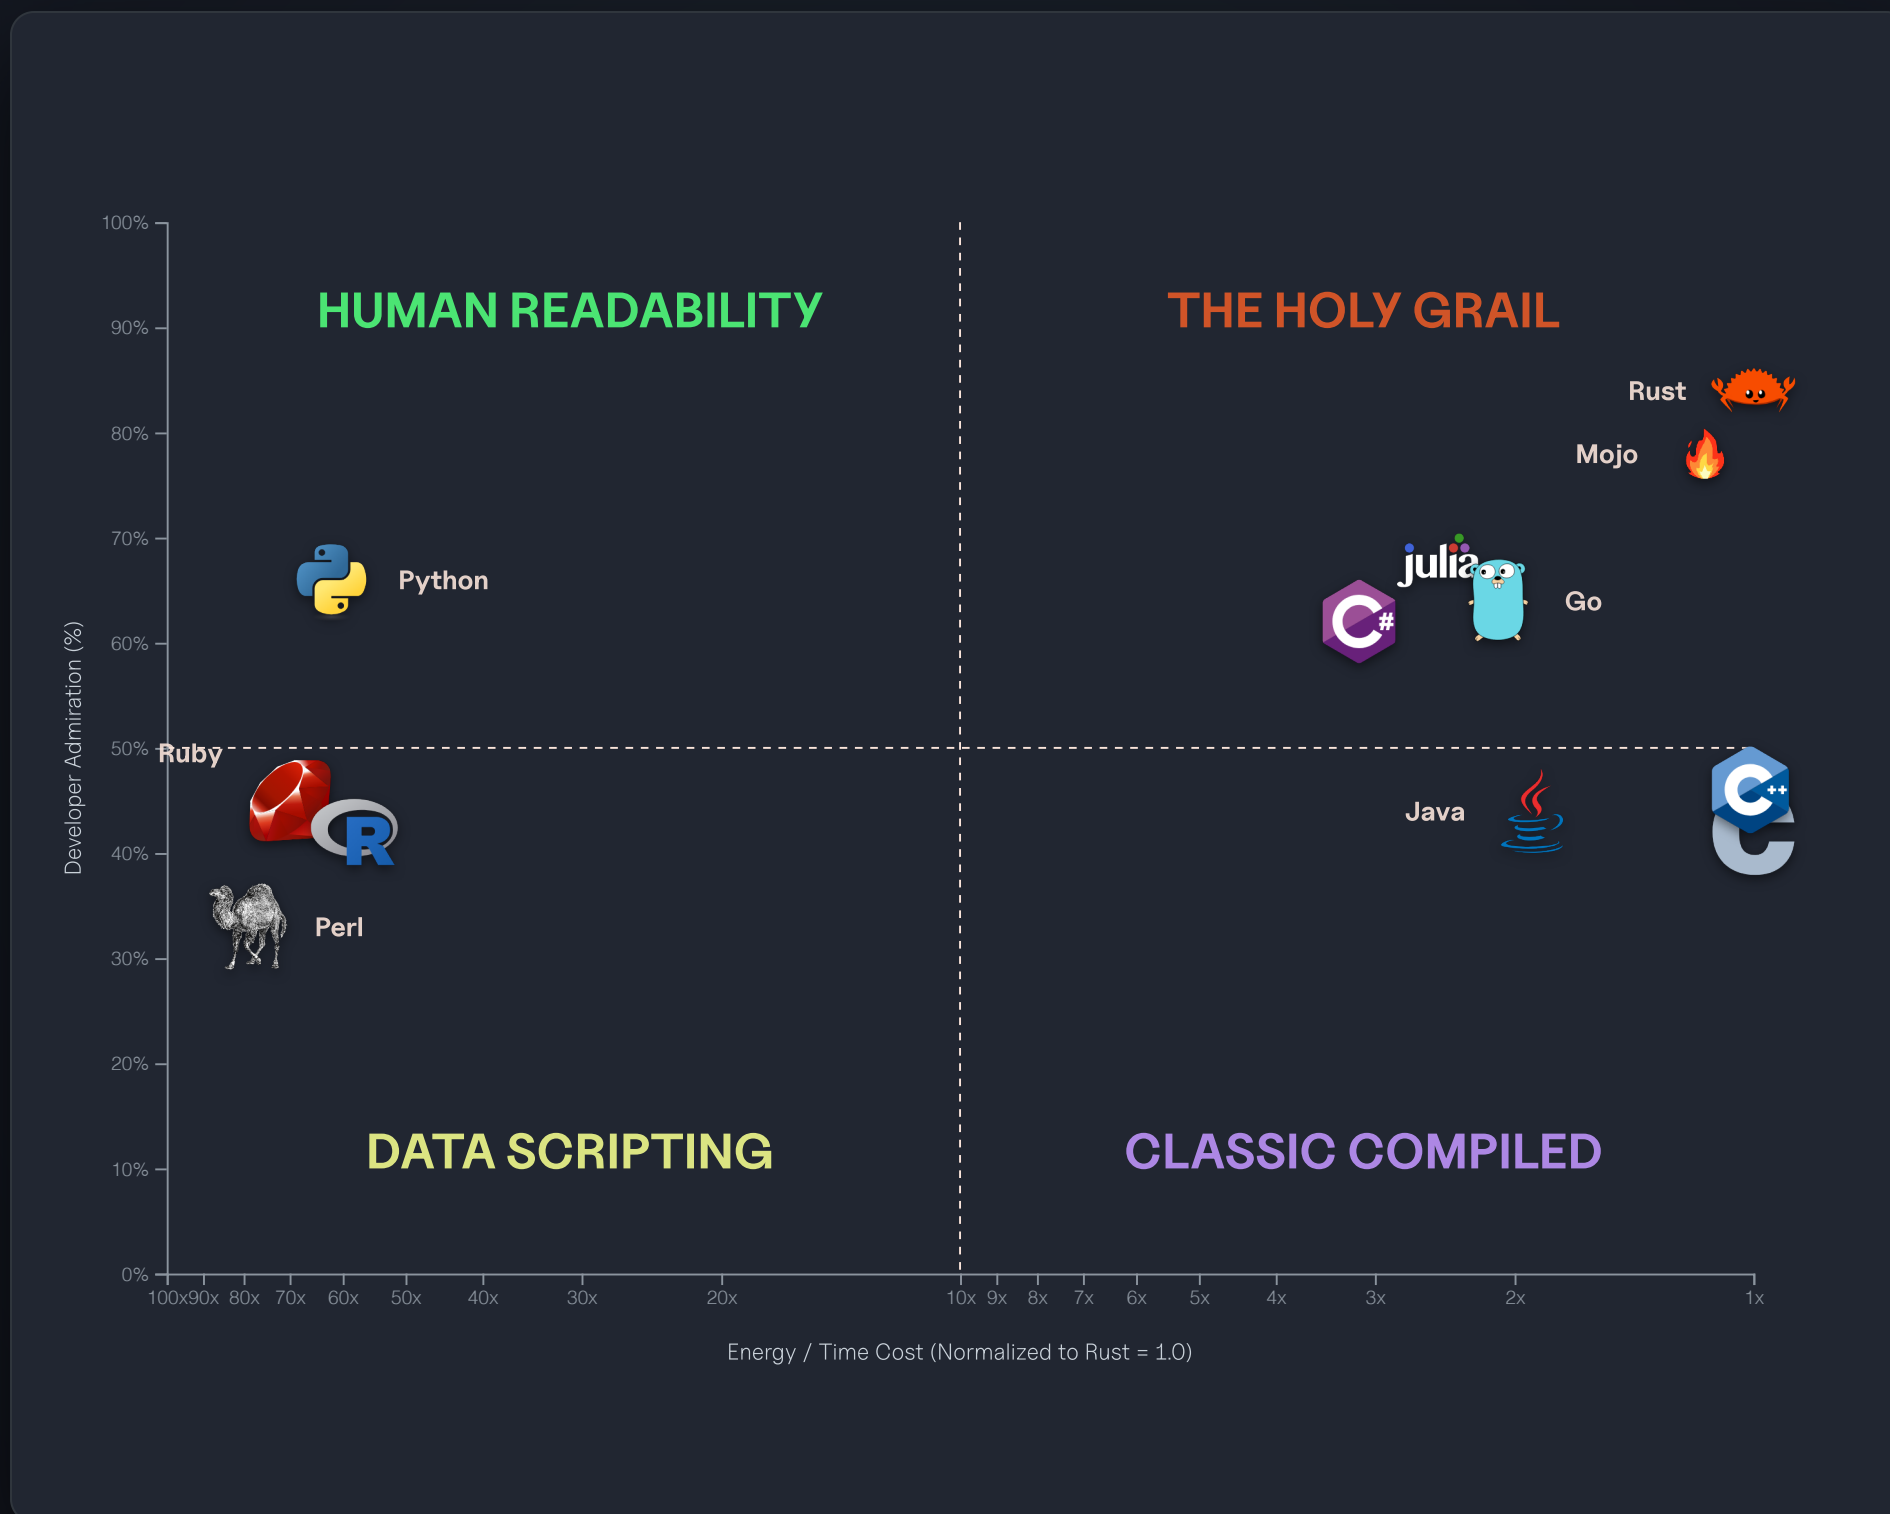 100%
HUMAN READABILITY
THE HOLY GRAIL
90%
Rust
80%
Mojo
70%
julia
Python
C#
Go
60%
Developer Admiration (%)
50%
Ruby
C++
Java
R
C
40%
Perl
30%
20%
DATA SCRIPTING
CLASSIC COMPILED
10%
0%
100x 90x 80x 70x 60x 50x 40x 30x 20x 10x 9x 8x 7x 6x 5x 4x 3x 2x 1x
Energy / Time Cost (Normalized to Rust = 1.0)